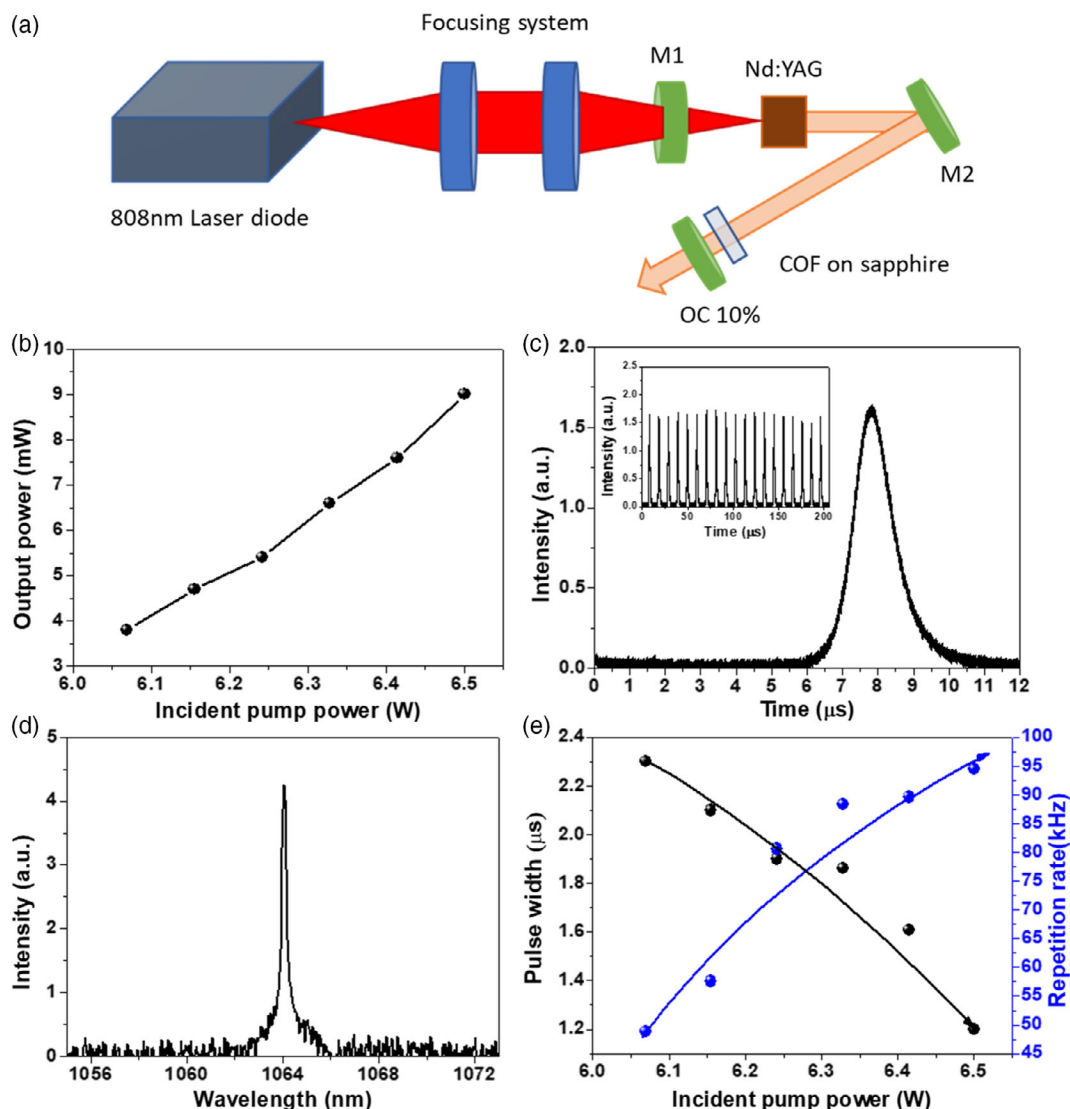 (a)
Focusing system
M1
Nd:YAG
M2
808nm Laser diode
COF on sapphire
OC 10%
(b)
10
9
8
7
6
5
4
3
Output power (mW)
6.0 6.1 6.2 6.3 6.4 6.5
Incident pump power (W)
(c)
2.0
1.5
1.0
0.5
0.0
Intensity (a.u.)
0 1 2 3 4 5 6 7 8 9 10 11 12
Time (μs)
2.5
2.0
1.5
1.0
0.5
0.0
Intensity (a.u.)
0 50 100 150 200
Time (μs)
(d)
5
4
3
2
1
0
Intensity (a.u.)
1056 1060 1064 1068 1072
Wavelength (nm)
(e)
2.4
2.2
2.0
1.8
1.6
1.4
1.2
Pulse width (μs)
100
95
90
85
80
75
70
65
60
55
50
45
Repetition rate(kHz)
6.0 6.1 6.2 6.3 6.4 6.5
Incident pump power (W)